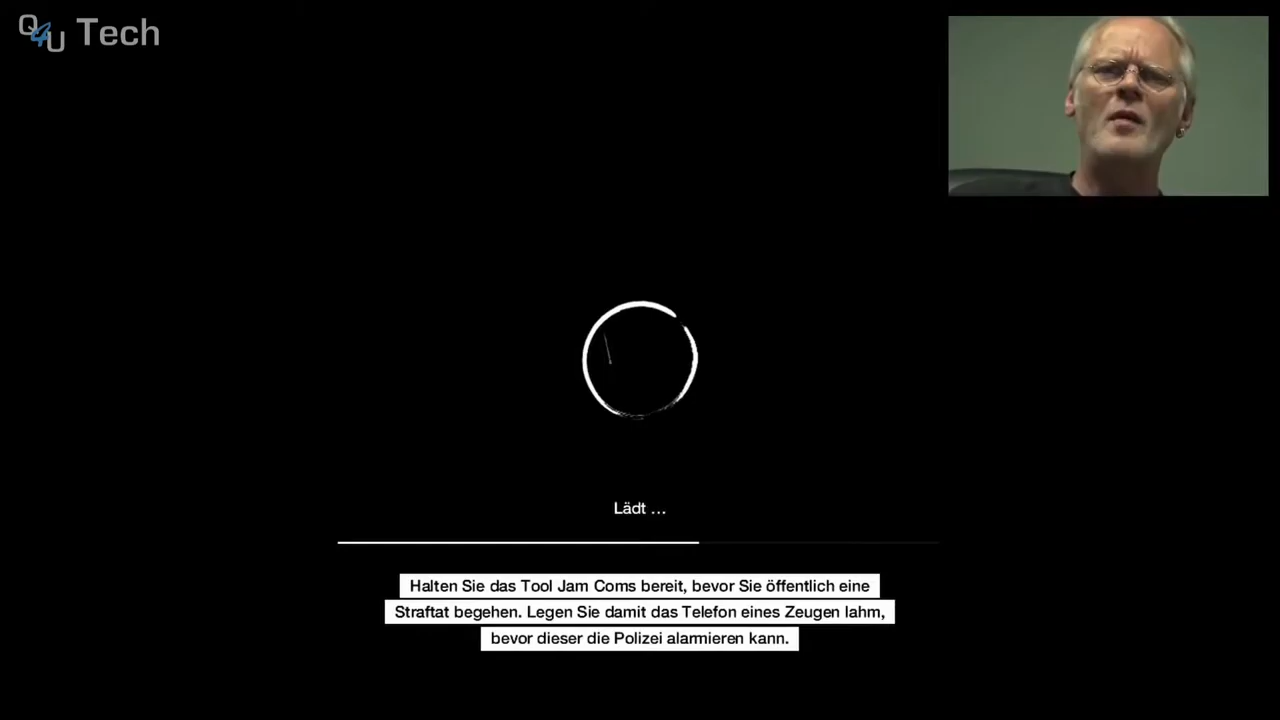 Q4U Tech
Lädt ...
Halten Sie das Tool Jam Coms bereit, bevor Sie öffentlich eine
Straftat begehen. Legen Sie damit das Telefon eines Zeugen lahm,
bevor dieser die Polizei alarmieren kann.